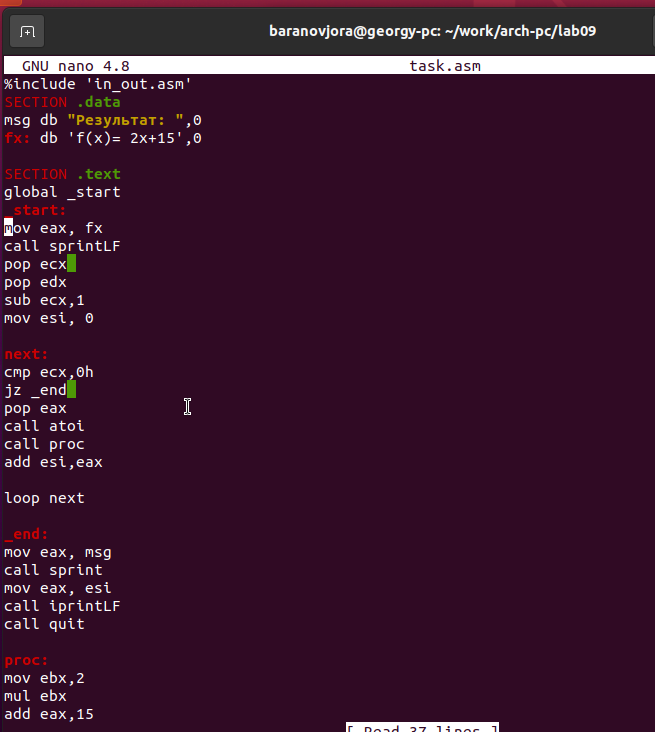 baranovjora@georgy-pc: ~/work/arch-pc/lab09
GNU nano 4.8 task.asm
%include 'in_out.asm'
SECTION .data
msg db "Результат: ",0
fx: db 'f(x)= 2x+15',0
SECTION .text
global _start
_start:
mov eax, fx
call sprintLF
pop ecx
pop edx
sub ecx,1
mov esi, 0
next:
cmp ecx,0h
jz _end
pop eax
call atoi
call proc
add esi,eax
loop next
_end:
mov eax, msg
call sprint
mov eax, esi
call iprintLF
call quit
proc:
mov ebx,2
mul ebx
add eax,15
[ Read 37 lines ]